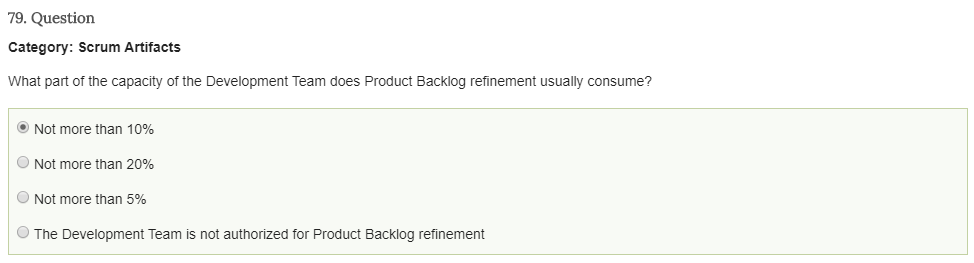 79. Question
Category: Scrum Artifacts
What part of the capacity of the Development Team does Product Backlog refinement usually consume?
Not more than 10%
Not more than 20%
Not more than 5%
The Development Team is not authorized for Product Backlog refinement